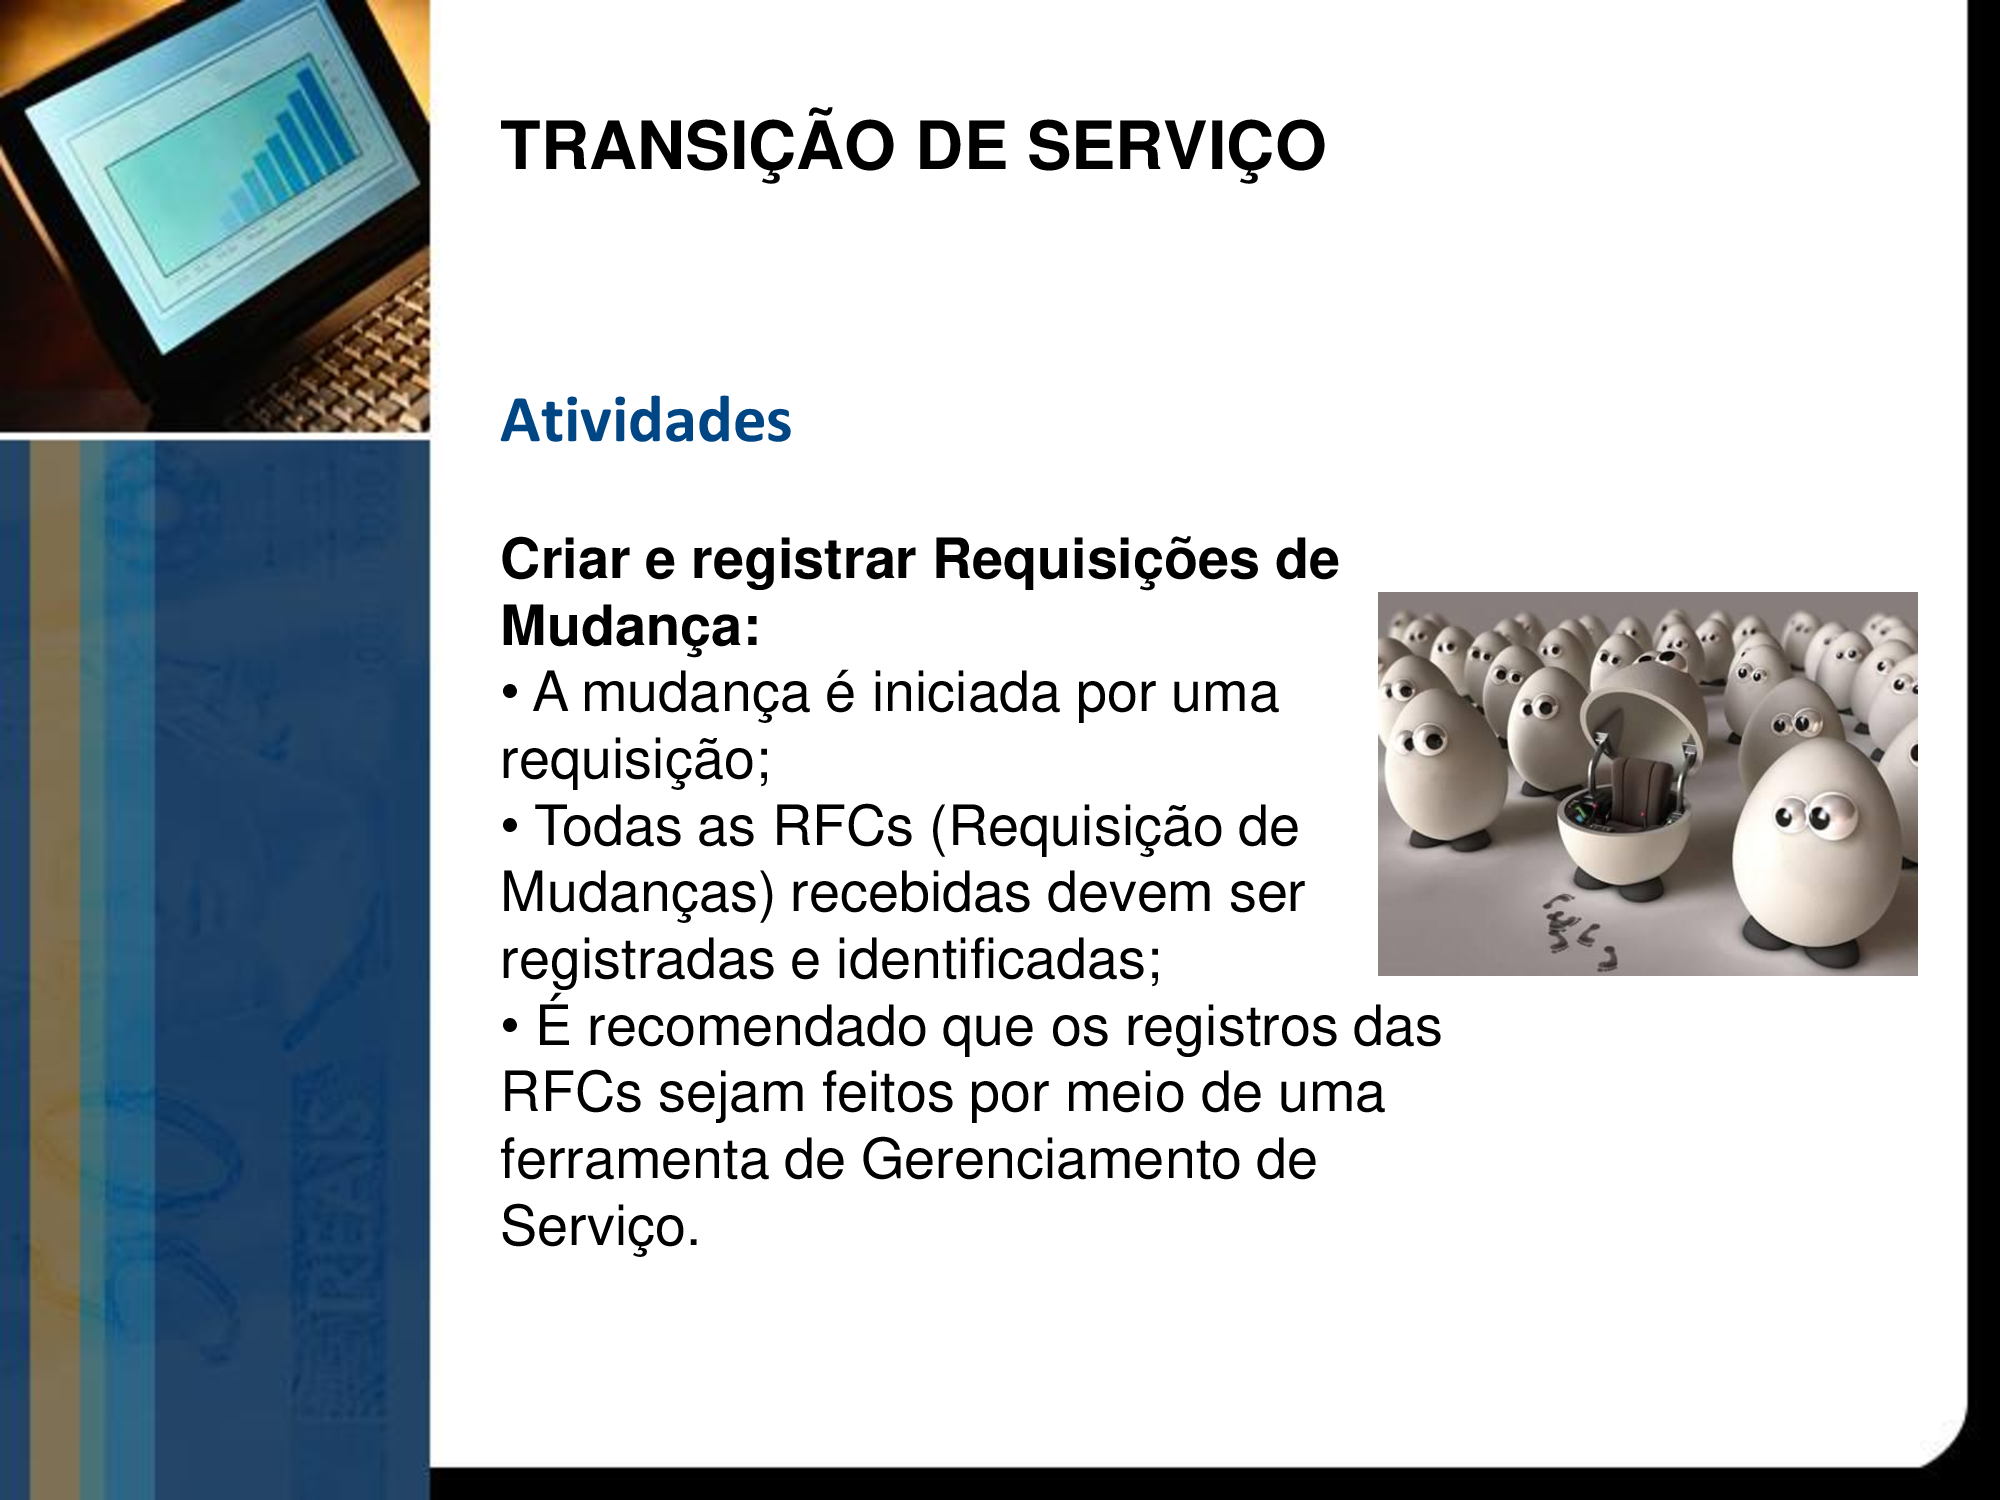 TRANSIÇÃO DE SERVIÇO
Atividades
Criar e registrar Requisições de
Mudança:
• A mudança é iniciada por uma
requisição;
• Todas as RFCs (Requisição de
Mudanças) recebidas devem ser
registradas e identificadas;
• É recomendado que os registros das
RFCs sejam feitos por meio de uma
ferramenta de Gerenciamento de
Serviço.
REAIS